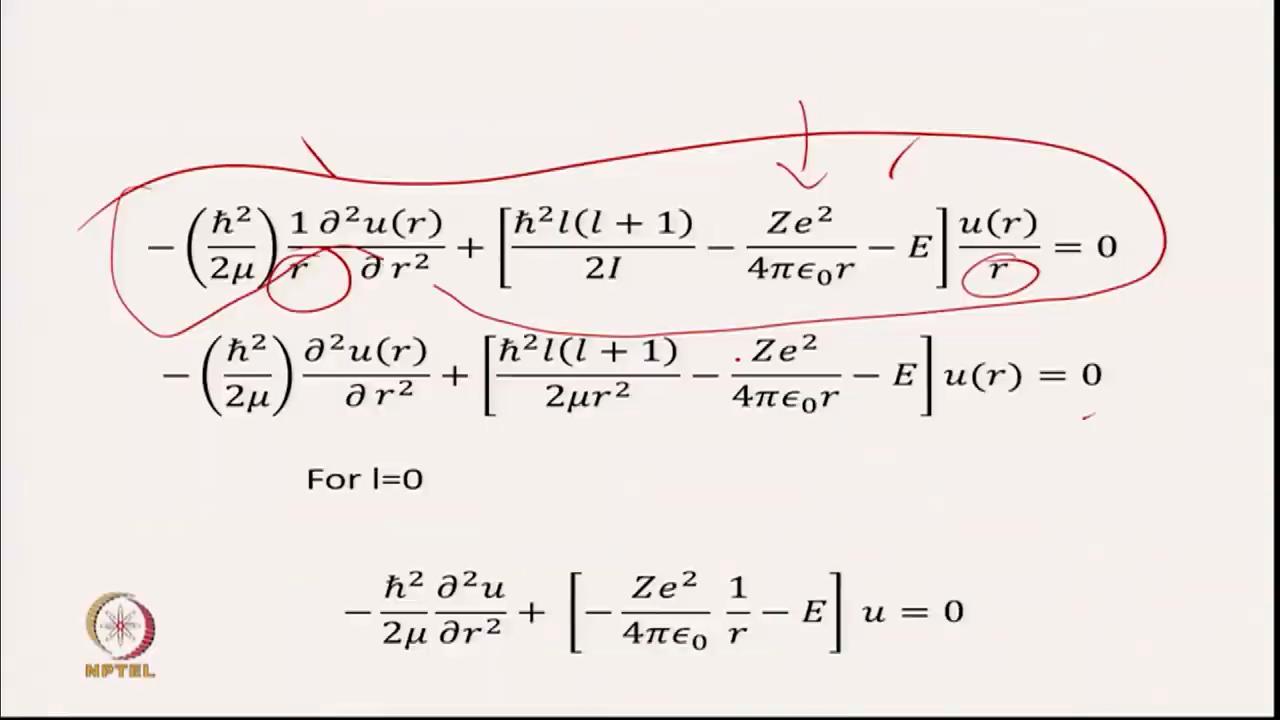 −(ℏ²/2μ) 1/r ∂²u(r)/∂r² + [ℏ²l(l + 1)/2I − Ze²/4πϵ₀r − E] u(r)/r = 0
−(ℏ²/2μ) ∂²u(r)/∂r² + [ℏ²l(l + 1)/2μr² − Ze²/4πϵ₀r − E] u(r) = 0
For l=0
−ℏ²/2μ ∂²u/∂r² + [−Ze²/4πϵ₀ 1/r − E] u = 0
NPTEL